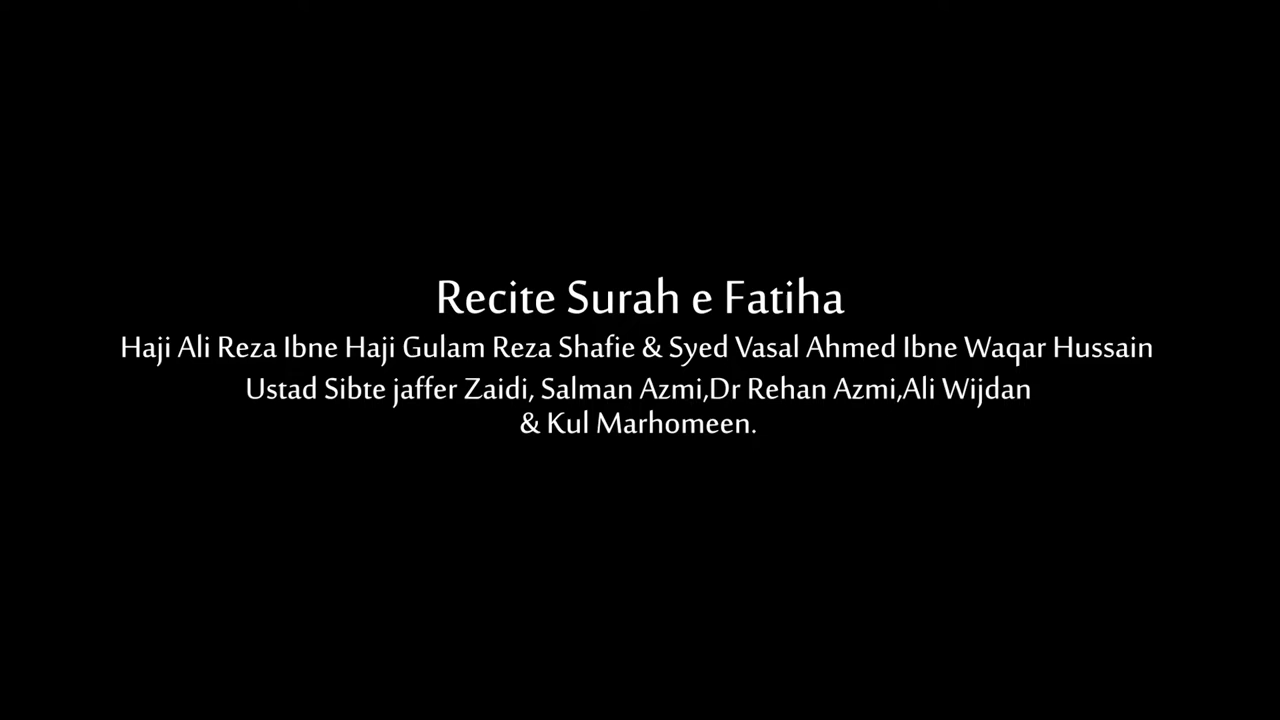 Recite Surah e Fatiha
Haji Ali Reza Ibne Haji Gulam Reza Shafie & Syed Vasal Ahmed Ibne Waqar Hussain
Ustad Sibte jaffer Zaidi, Salman Azmi,Dr Rehan Azmi,Ali Wijdan
& Kul Marhomeen.